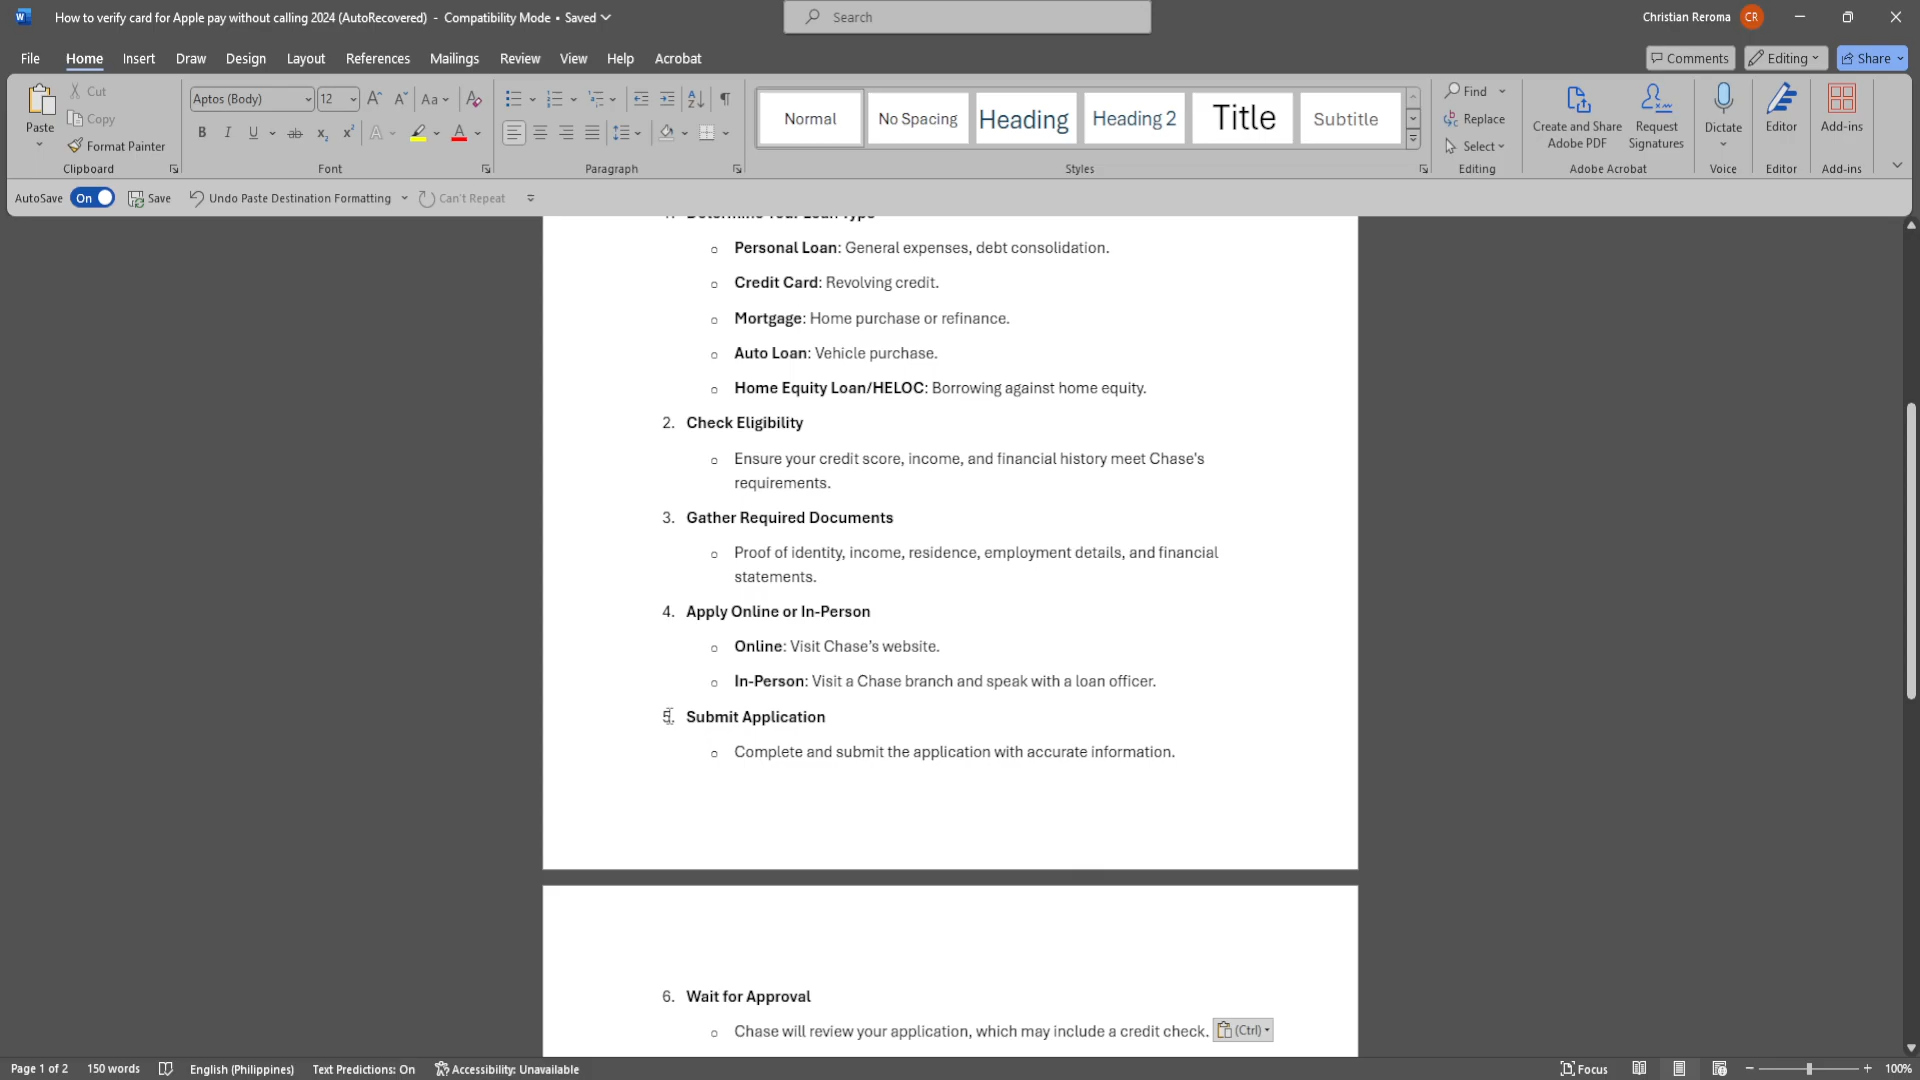 How to verify card for Apple pay without calling 2024 (AutoRecovered) - Compatibility Mode • Saved
Search
Christian Reroma CR
File Home Insert Draw Design Layout References Mailings Review View Help Acrobat
Comments Editing Share
Paste Cut Copy Format Painter
Clipboard
Aptos (Body) 12
Font
Paragraph
Normal No Spacing Heading Heading 2 Title Subtitle
Styles
Find Replace Select
Editing
Create and Share Adobe PDF
Request Signatures
Adobe Acrobat
Dictate
Voice
Editor
Editor
Add-ins
Add-ins
AutoSave On Save Undo Paste Destination Formatting Can't Repeat
1. Determine Your Loan Type
o Personal Loan: General expenses, debt consolidation.
o Credit Card: Revolving credit.
o Mortgage: Home purchase or refinance.
o Auto Loan: Vehicle purchase.
o Home Equity Loan/HELOC: Borrowing against home equity.
2. Check Eligibility
o Ensure your credit score, income, and financial history meet Chase's
requirements.
3. Gather Required Documents
o Proof of identity, income, residence, employment details, and financial
statements.
4. Apply Online or In-Person
o Online: Visit Chase’s website.
o In-Person: Visit a Chase branch and speak with a loan officer.
5. Submit Application
o Complete and submit the application with accurate information.
6. Wait for Approval
o Chase will review your application, which may include a credit check. (Ctrl)
Page 1 of 2 150 words English (Philippines) Text Predictions: On Accessibility: Unavailable Focus 100%